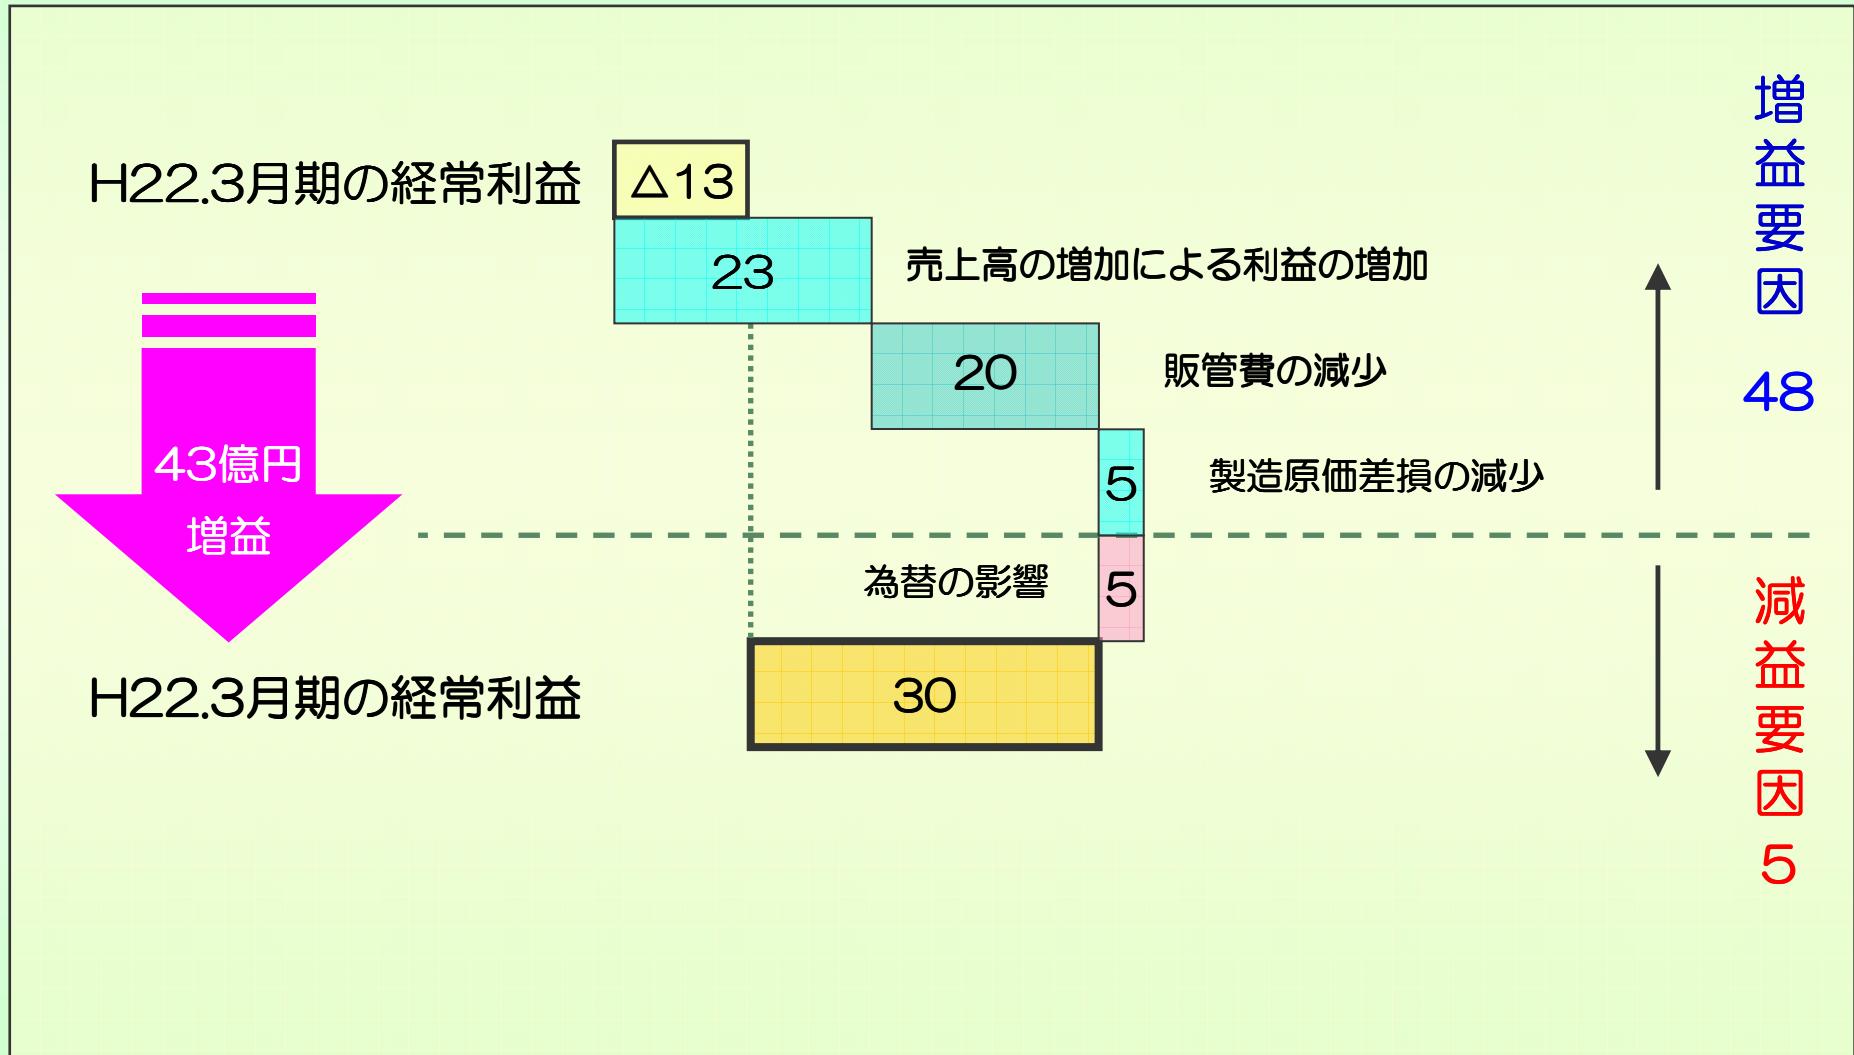 H22.3月期の経常利益
△13
23
売上高の増加による利益の増加
20
販管費の減少
5
製造原価差損の減少
増益要因
48
43億円
増益
為替の影響
5
H22.3月期の経常利益
30
減益要因
5